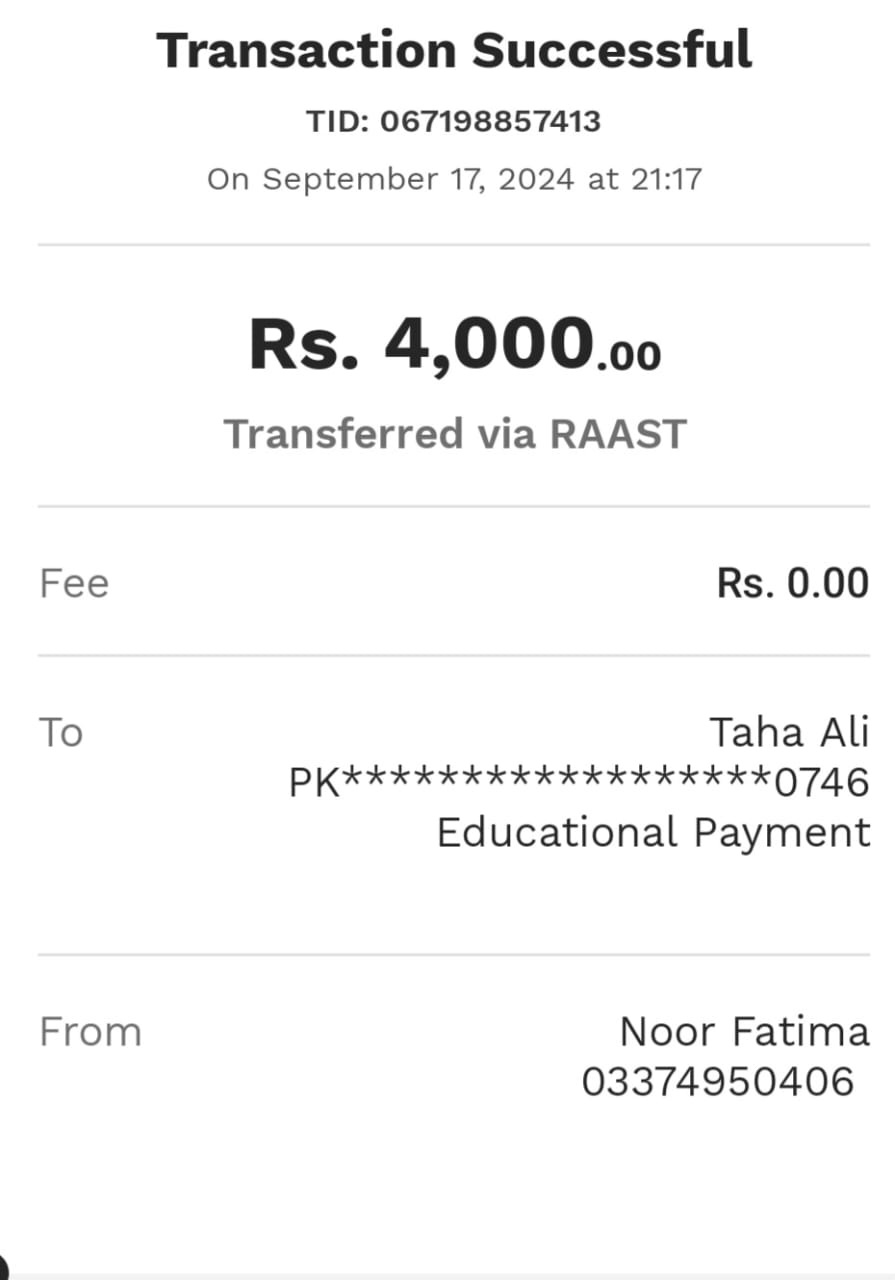 Transaction Successful
TID: 067198857413
On September 17, 2024 at 21:17
Rs. 4,000.00
Transferred via RAAST
Fee Rs. 0.00
To Taha Ali
PK******************0746
Educational Payment
From Noor Fatima
03374950406